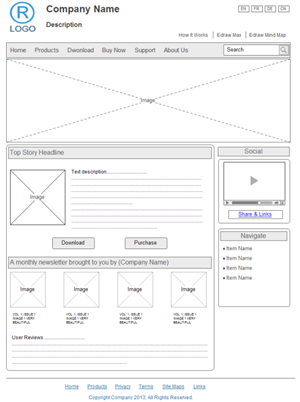 R
LOGO
Company Name
Description
EN FR DE CN
How It Works Edraw Max Edraw Mind Map
Home Products Dwonload Buy Now Support About Us
Search
Image
Top Story Headline
Image
Text description
Download Purchase
A monthly newsletter brought to you by (Company Name)
Image Image Image Image
VOL 1, ISSUE 1 VOL 1, ISSUE 1 VOL 1, ISSUE 1 VOL 1, ISSUE 1
IMAGE 1 VERY IMAGE 1 VERY IMAGE 1 VERY IMAGE 1 VERY
BEAUTIFUL BEAUTIFUL BEAUTIFUL BEAUTIFUL
User Reviews
Social
Share & Links
Navigate
Item Name
Item Name
Item Name
Item Name
Home Products Privacy Terms Site Maps Links
Copyright Company 2013, All Rights Reserved.